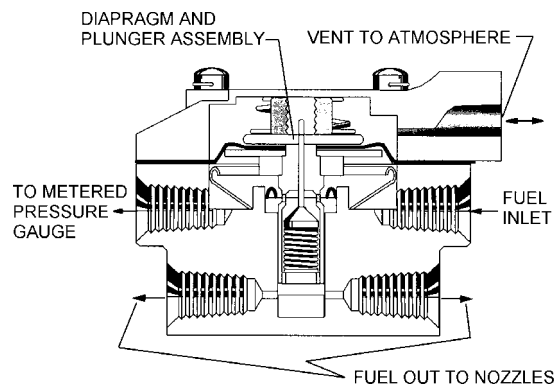 DIAPRAGM AND
PLUNGER ASSEMBLY
VENT TO ATMOSPHERE
TO METERED
PRESSURE
GAUGE
FUEL
INLET
FUEL OUT TO NOZZLES